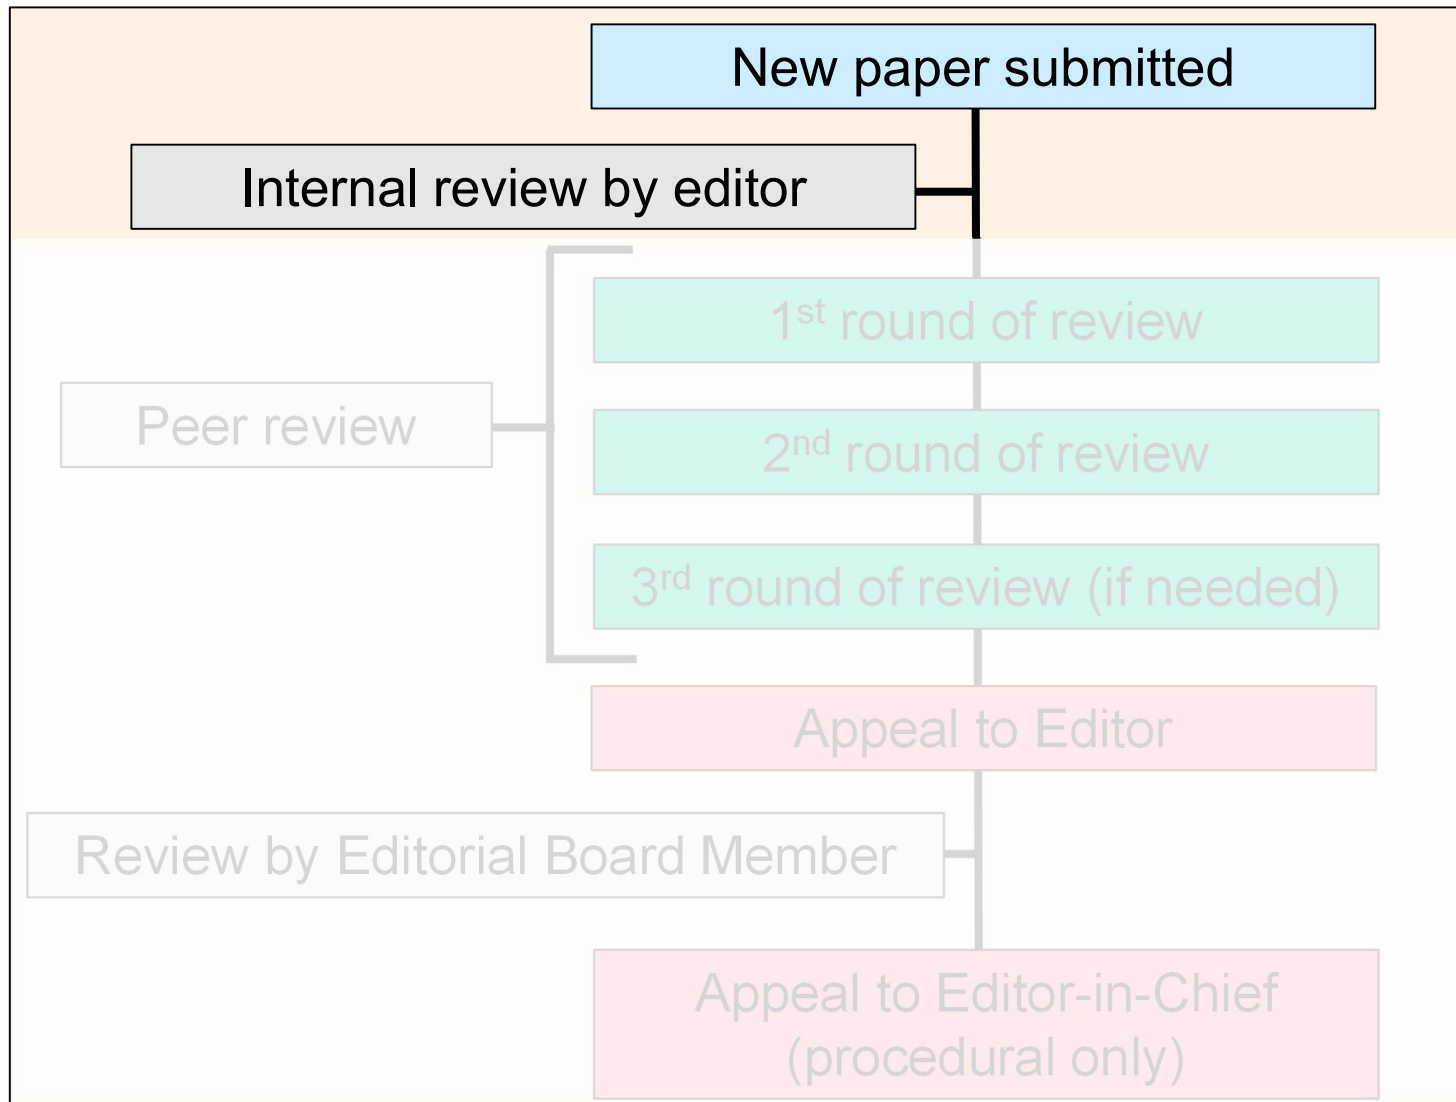 New paper submitted
Internal review by editor
1st round of review
Peer review
2nd round of review
3rd round of review (if needed)
Appeal to Editor
Review by Editorial Board Member
Appeal to Editor-in-Chief
(procedural only)